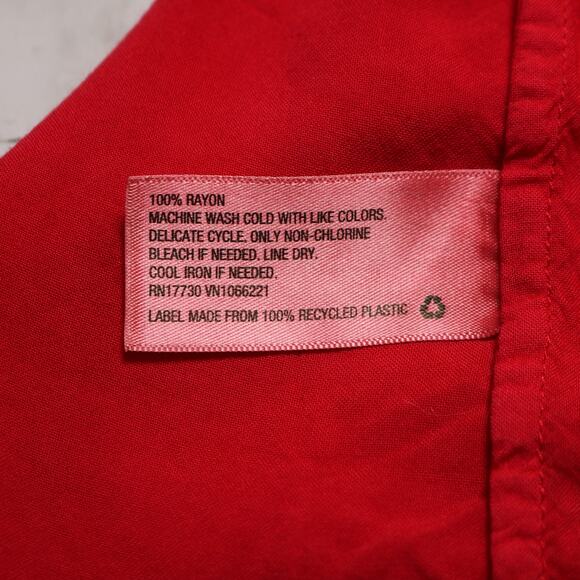 100% RAYON
MACHINE WASH COLD WITH LIKE COLORS.
DELICATE CYCLE. ONLY NON-CHLORINE
BLEACH IF NEEDED. LINE DRY.
COOL IRON IF NEEDED.
RN17730 VN1066221
LABEL MADE FROM 100% RECYCLED PLASTIC